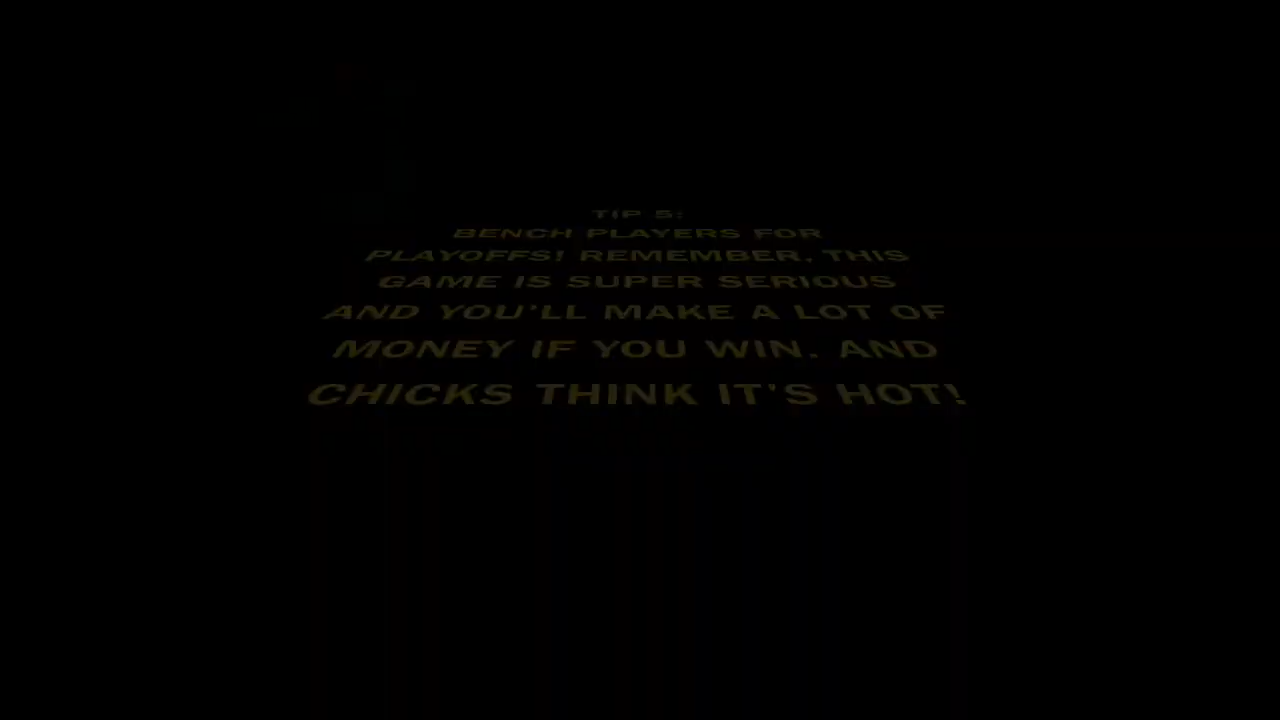 TIP 5:
BENCH PLAYERS FOR
PLAYOFFS! REMEMBER, THIS
GAME IS SUPER SERIOUS
AND YOU'LL MAKE A LOT OF
MONEY IF YOU WIN. AND
CHICKS THINK IT'S HOT!